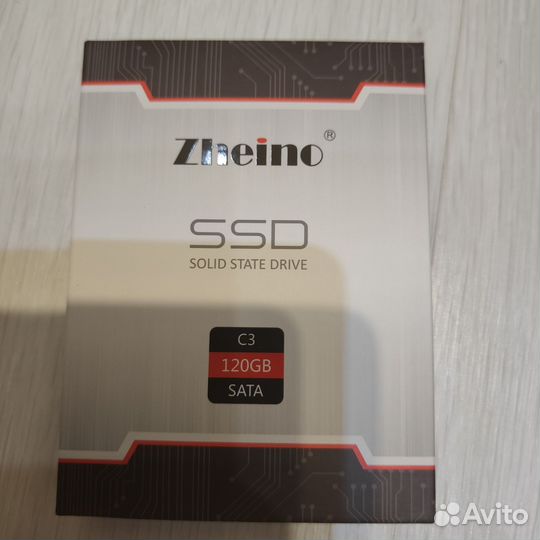 Zheino®
SSD
SOLID STATE DRIVE
C3
120GB
SATA
Avito